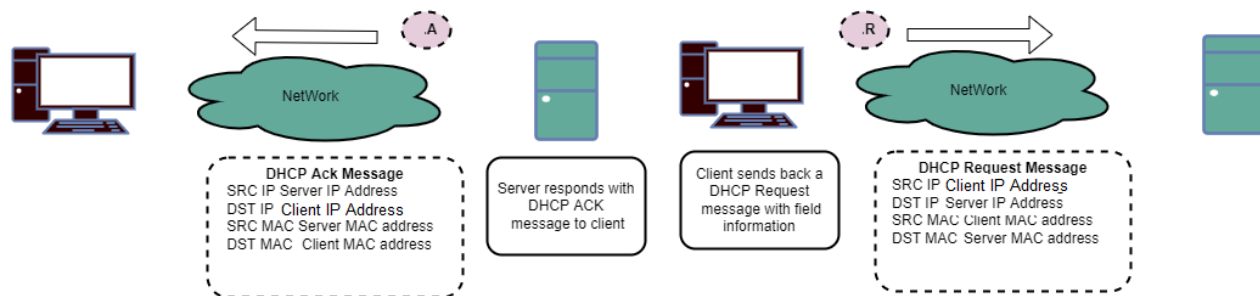 .A
NetWork
DHCP Ack Message
SRC IP Server IP Address
DST IP Client IP Address
SRC MAC Server MAC address
DST MAC Client MAC address
Server responds with
DHCP ACK
message to client
.R
NetWork
Client sends back a
DHCP Request
message with field
information
DHCP Request Message
SRC IP Client IP Address
DST IP Server IP Address
SRC MAC Client MAC address
DST MAC Server MAC address